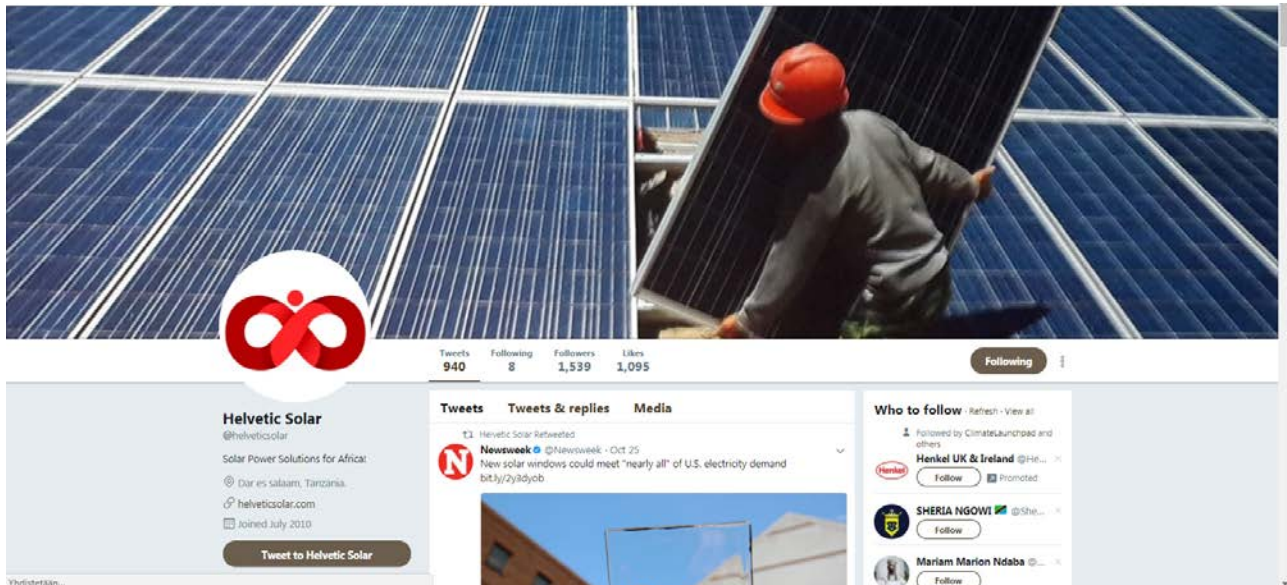 Tweets Following Followers Likes
940 8 1,539 1,095
Following
Helvetic Solar
@helveticsolar
Solar Power Solutions for Africa!
Dar es salaam, Tanzania.
helveticsolar.com
Joined July 2010
Tweet to Helvetic Solar
Tweets Tweets & replies Media
Helvetic Solar Retweeted
Newsweek @Newsweek · Oct 25
New solar windows could meet "nearly all" of U.S. electricity demand
bit.ly/2y3dyob
N
Who to follow · Refresh · View all
Followed by ClimateLaunchpad and
others
Henkel UK & Ireland @He...
Henkel
Follow Promoted
SHERIA NGOWI @She...
Follow
Mariam Marion Ndaba @...
Follow
Yhdistetään...